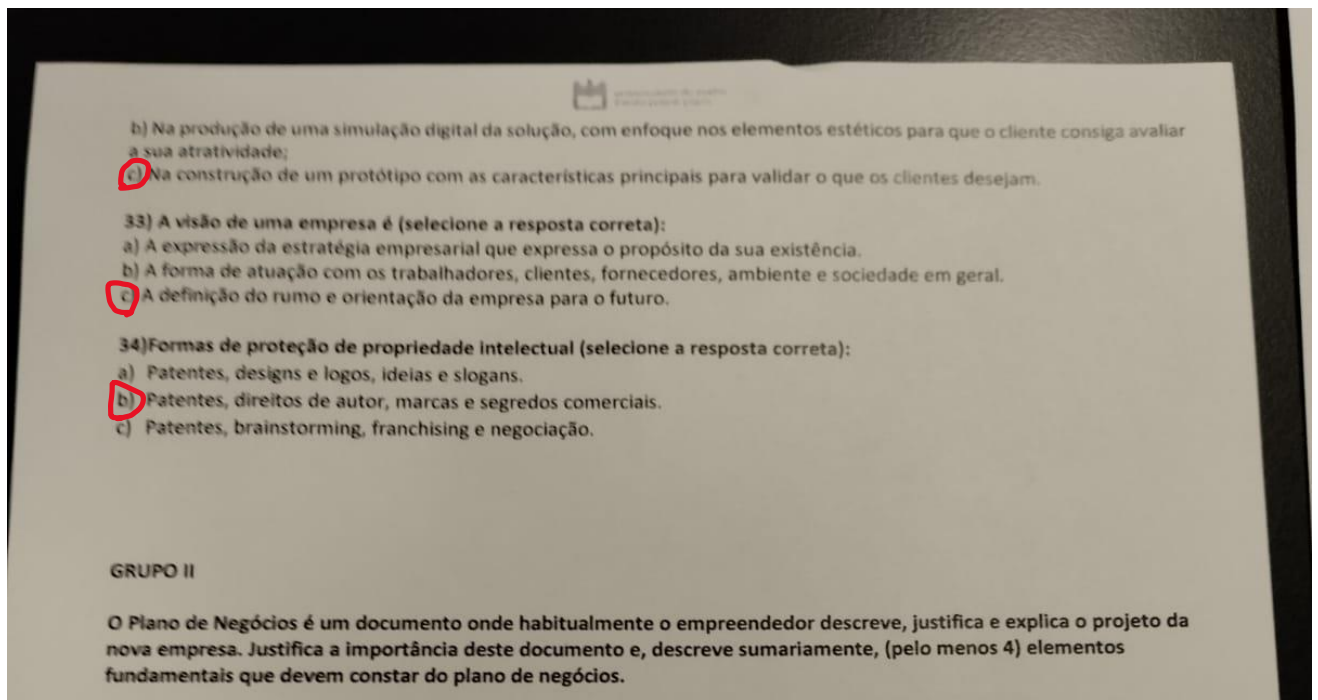 b) Na produção de uma simulação digital da solução, com enfoque nos elementos estéticos para que o cliente consiga avaliar
a sua atratividade;
c) Na construção de um protótipo com as características principais para validar o que os clientes desejam.
33) A visão de uma empresa é (selecione a resposta correta):
a) A expressão da estratégia empresarial que expressa o propósito da sua existência.
b) A forma de atuação com os trabalhadores, clientes, fornecedores, ambiente e sociedade em geral.
c) A definição do rumo e orientação da empresa para o futuro.
34)Formas de proteção de propriedade intelectual (selecione a resposta correta):
a) Patentes, designs e logos, ideias e slogans.
b) Patentes, direitos de autor, marcas e segredos comerciais.
c) Patentes, brainstorming, franchising e negociação.
GRUPO II
O Plano de Negócios é um documento onde habitualmente o empreendedor descreve, justifica e explica o projeto da
nova empresa. Justifica a importância deste documento e, descreve sumariamente, (pelo menos 4) elementos
fundamentais que devem constar do plano de negócios.